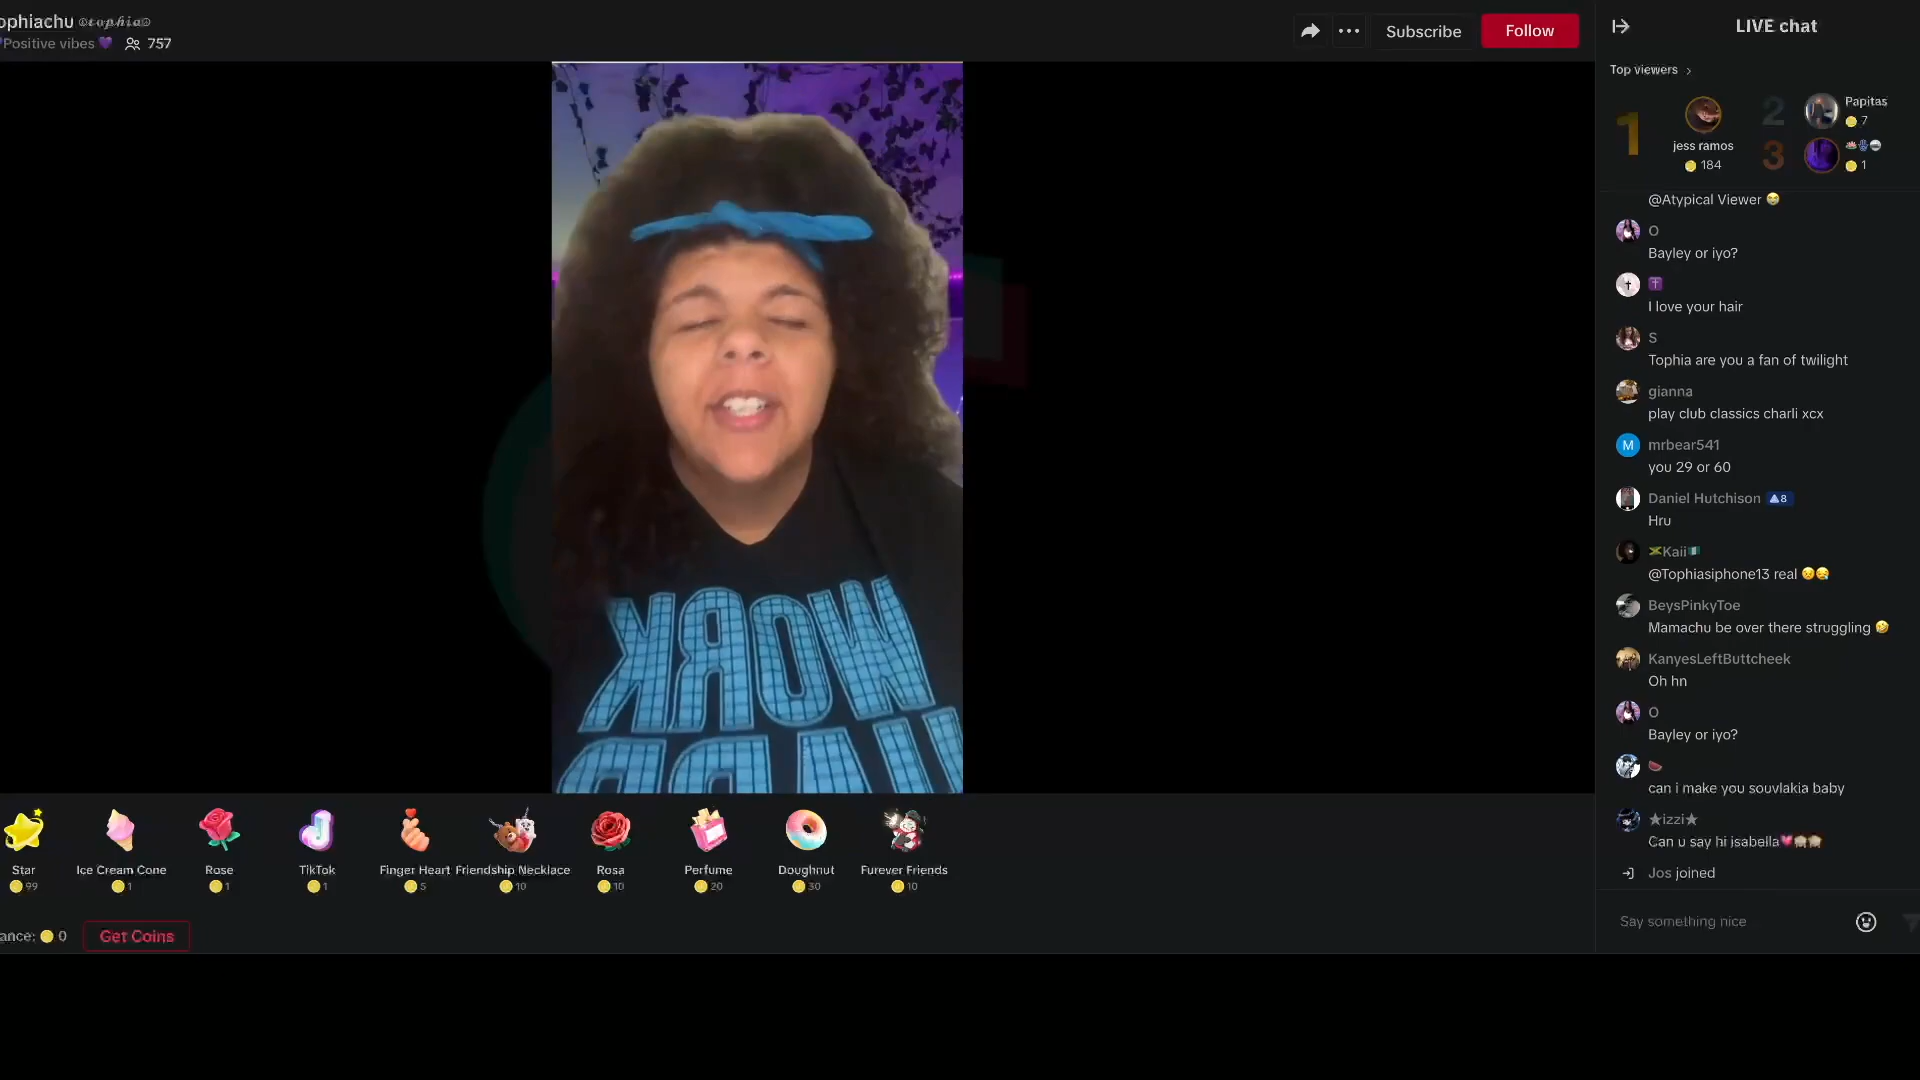 ophiachu @tophia
Positive vibes 💜 757
Subscribe
Follow
LIVE chat
Top viewers
1
jess ramos
184
2
Papitas
7
3
1
@Atypical Viewer 😭
O
Bayley or iyo?
I love your hair
S
Tophia are you a fan of twilight
gianna
play club classics charli xcx
M mrbear541
you 29 or 60
Daniel Hutchison 8
Hru
Kaii
@Tophiasiphone13 real
BeysPinkyToe
Mamachu be over there struggling 🤣
KanyesLeftButtcheek
Oh hn
O
Bayley or iyo?
🍉
can i make you souvlakia baby
★izzi★
Can u say hi isabella
Jos joined
Say something nice
WORK
HARD
Star
99
Ice Cream Cone
1
Rose
1
TikTok
1
Finger Heart
5
Friendship Necklace
10
Rosa
10
Perfume
20
Doughnut
30
Furever Friends
10
ance: 0
Get Coins